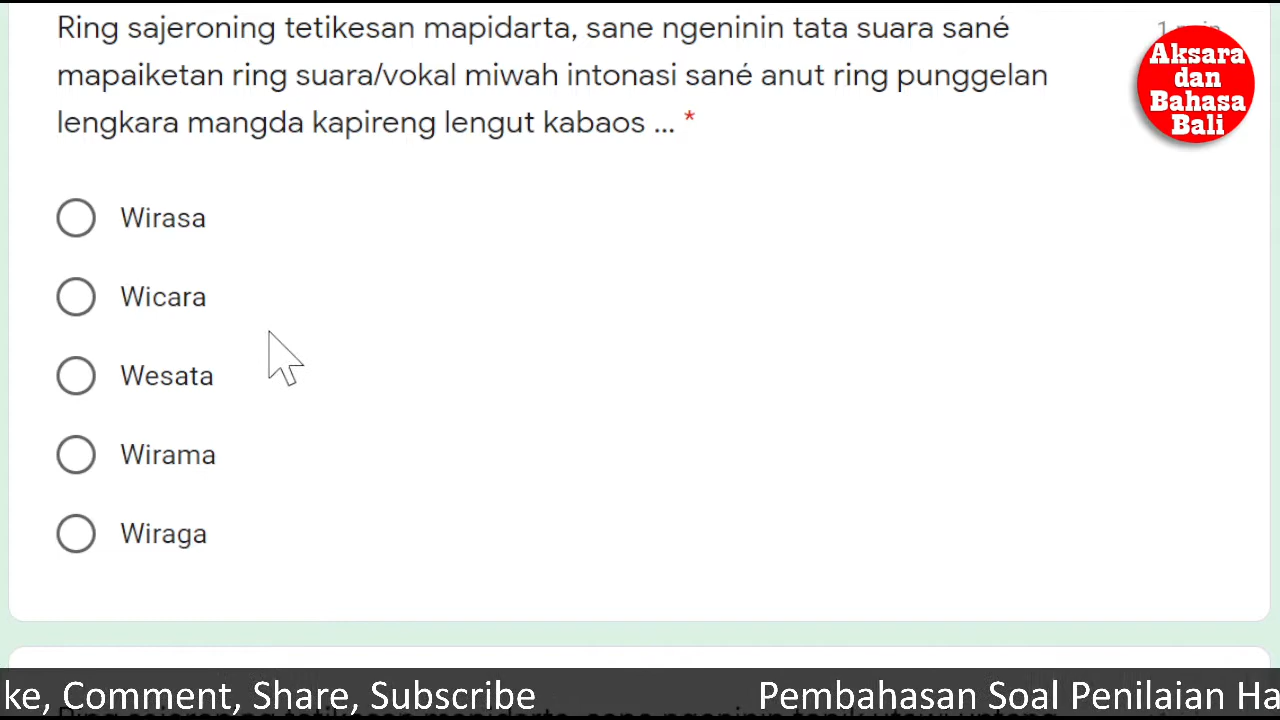 Ring sajeroning tetikesan mapidarta, sane ngeninin tata suara sané
1 poin
mapaiketan ring suara/vokal miwah intonasi sané anut ring punggelan
lengkara mangda kapireng lengut kabaos ... *
Aksara
dan
Bahasa
Bali
Wirasa
Wicara
Wesata
Wirama
Wiraga
ke, Comment, Share, Subscribe Pembahasan Soal Penilaian Ha